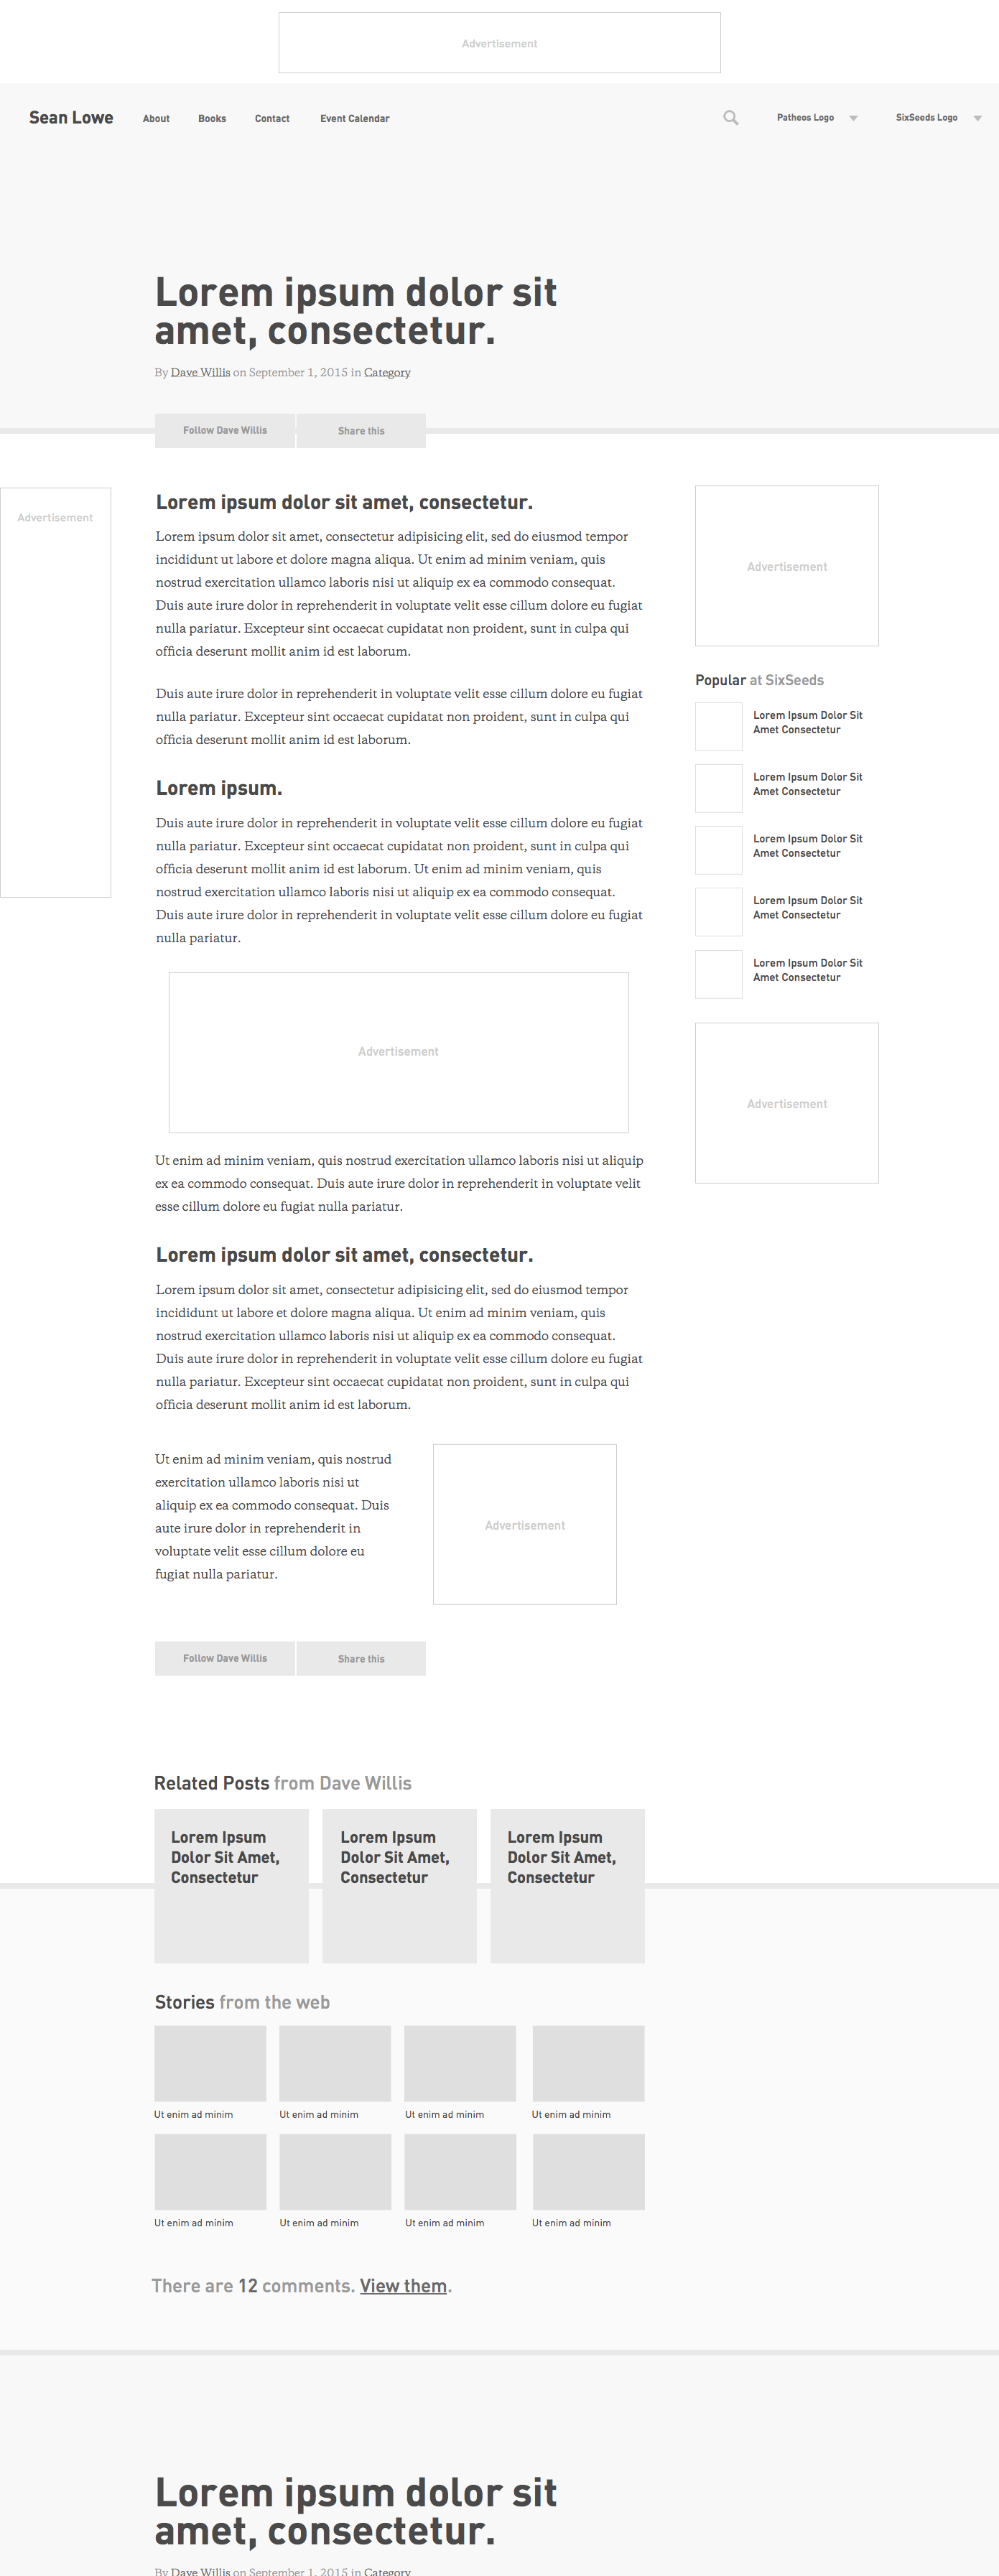 Advertisement
Sean Lowe About Books Contact Event Calendar Patheos Logo SixSeeds Logo
Lorem ipsum dolor sit
amet, consectetur.
By Dave Willis on September 1, 2015 in Category
Follow Dave Willis Share this
Advertisement
Lorem ipsum dolor sit amet, consectetur.
Lorem ipsum dolor sit amet, consectetur adipisicing elit, sed do eiusmod tempor
incididunt ut labore et dolore magna aliqua. Ut enim ad minim veniam, quis
nostrud exercitation ullamco laboris nisi ut aliquip ex ea commodo consequat.
Duis aute irure dolor in reprehenderit in voluptate velit esse cillum dolore eu fugiat
nulla pariatur. Excepteur sint occaecat cupidatat non proident, sunt in culpa qui
officia deserunt mollit anim id est laborum.
Duis aute irure dolor in reprehenderit in voluptate velit esse cillum dolore eu fugiat
nulla pariatur. Excepteur sint occaecat cupidatat non proident, sunt in culpa qui
officia deserunt mollit anim id est laborum.
Lorem ipsum.
Duis aute irure dolor in reprehenderit in voluptate velit esse cillum dolore eu fugiat
nulla pariatur. Excepteur sint occaecat cupidatat non proident, sunt in culpa qui
officia deserunt mollit anim id est laborum. Ut enim ad minim veniam, quis
nostrud exercitation ullamco laboris nisi ut aliquip ex ea commodo consequat.
Duis aute irure dolor in reprehenderit in voluptate velit esse cillum dolore eu fugiat
nulla pariatur.
Advertisement
Ut enim ad minim veniam, quis nostrud exercitation ullamco laboris nisi ut aliquip
ex ea commodo consequat. Duis aute irure dolor in reprehenderit in voluptate velit
esse cillum dolore eu fugiat nulla pariatur.
Lorem ipsum dolor sit amet, consectetur.
Lorem ipsum dolor sit amet, consectetur adipisicing elit, sed do eiusmod tempor
incididunt ut labore et dolore magna aliqua. Ut enim ad minim veniam, quis
nostrud exercitation ullamco laboris nisi ut aliquip ex ea commodo consequat.
Duis aute irure dolor in reprehenderit in voluptate velit esse cillum dolore eu fugiat
nulla pariatur. Excepteur sint occaecat cupidatat non proident, sunt in culpa qui
officia deserunt mollit anim id est laborum.
Ut enim ad minim veniam, quis nostrud
exercitation ullamco laboris nisi ut
aliquip ex ea commodo consequat. Duis
aute irure dolor in reprehenderit in
voluptate velit esse cillum dolore eu
fugiat nulla pariatur.
Advertisement
Follow Dave Willis Share this
Advertisement
Popular at SixSeeds
Lorem Ipsum Dolor Sit
Amet Consectetur
Lorem Ipsum Dolor Sit
Amet Consectetur
Lorem Ipsum Dolor Sit
Amet Consectetur
Lorem Ipsum Dolor Sit
Amet Consectetur
Lorem Ipsum Dolor Sit
Amet Consectetur
Advertisement
Related Posts from Dave Willis
Lorem Ipsum
Dolor Sit Amet,
Consectetur
Lorem Ipsum
Dolor Sit Amet,
Consectetur
Lorem Ipsum
Dolor Sit Amet,
Consectetur
Stories from the web
Ut enim ad minim Ut enim ad minim Ut enim ad minim Ut enim ad minim
Ut enim ad minim Ut enim ad minim Ut enim ad minim Ut enim ad minim
There are 12 comments. View them.
Lorem ipsum dolor sit
amet, consectetur.
By Dave Willis on September 1, 2015 in Category